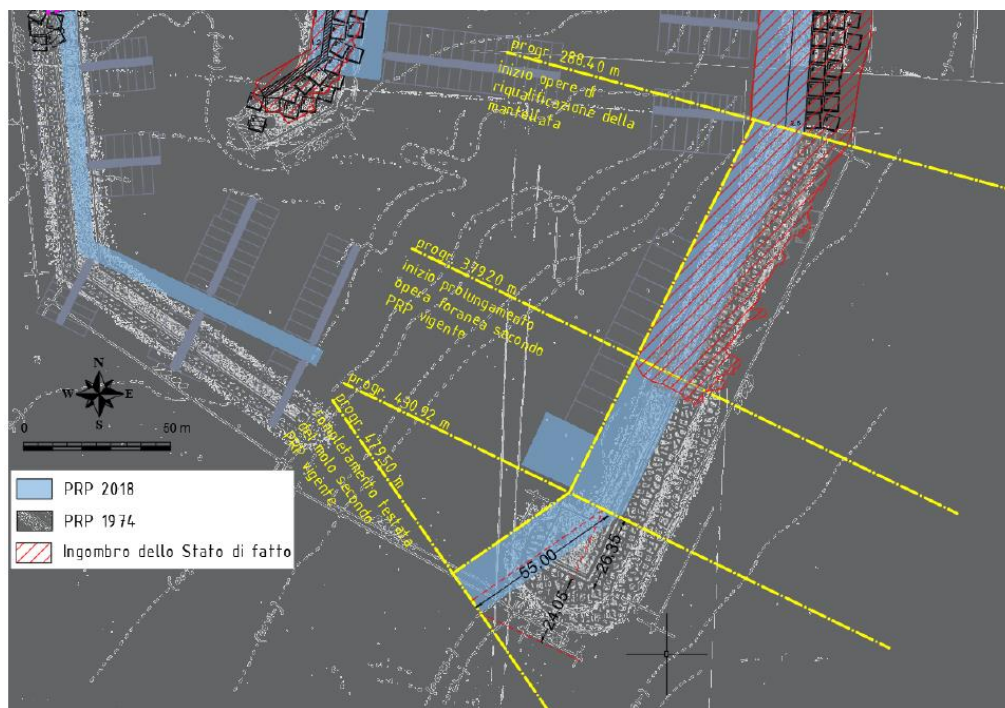 progr. 288.40 m
inizio opere di
riqualificazione della
mantellata
progr. 379.20 m
inizio prolungamento
opera foranea secondo
PRP vigente
progr. 430.92 m
progr. 479.50 m
completamento testata
del molo secondo
PRP vigente
N
W E
S
0 60 m
PRP 2018
PRP 1974
Ingombro dello Stato di fatto
55.00
25.35
24.05